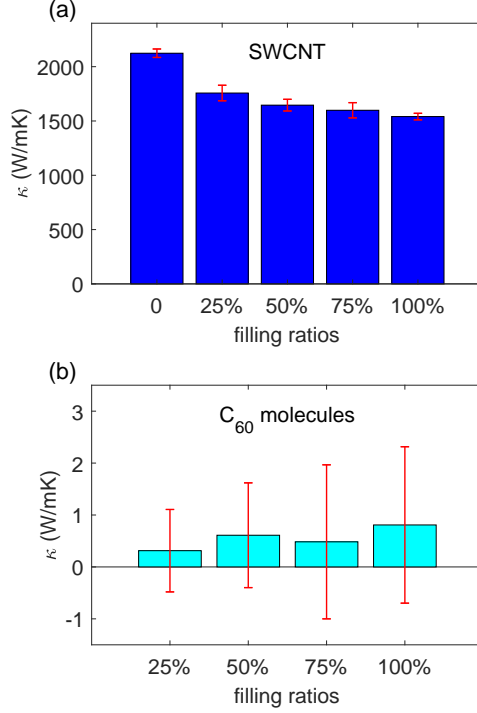 (a)
SWCNT
2000
1500
1000
500
0
κ (W/mK)
0 25% 50% 75% 100%
filling ratios
(b)
C60 molecules
3
2
1
0
-1
κ (W/mK)
25% 50% 75% 100%
filling ratios